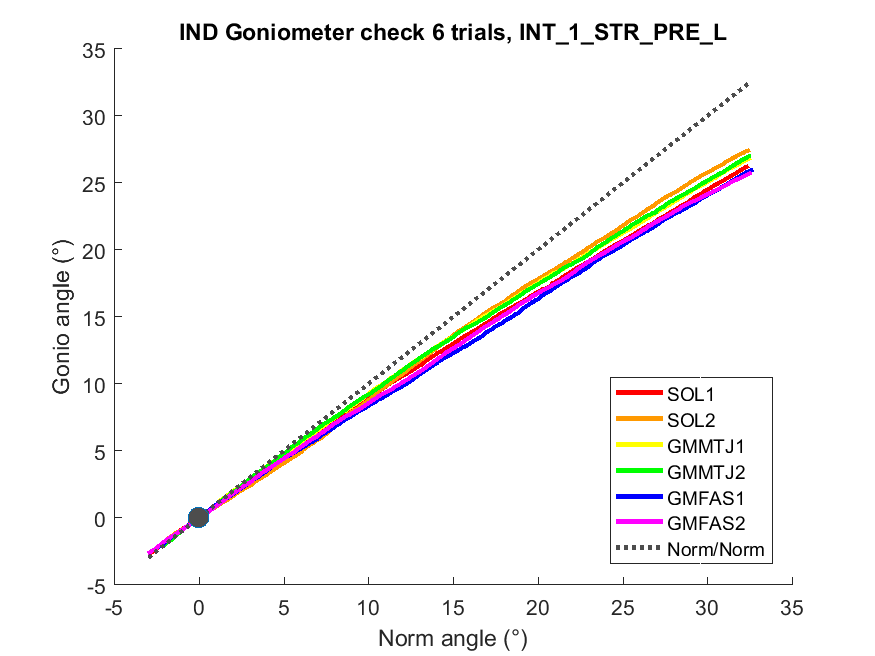 IND Goniometer check 6 trials, INT_1_STR_PRE_L
35
30
25
20
15
10
5
0
-5
Gonio angle (°)
-5 0 5 10 15 20 25 30 35
Norm angle (°)
SOL1
SOL2
GMMTJ1
GMMTJ2
GMFAS1
GMFAS2
Norm/Norm